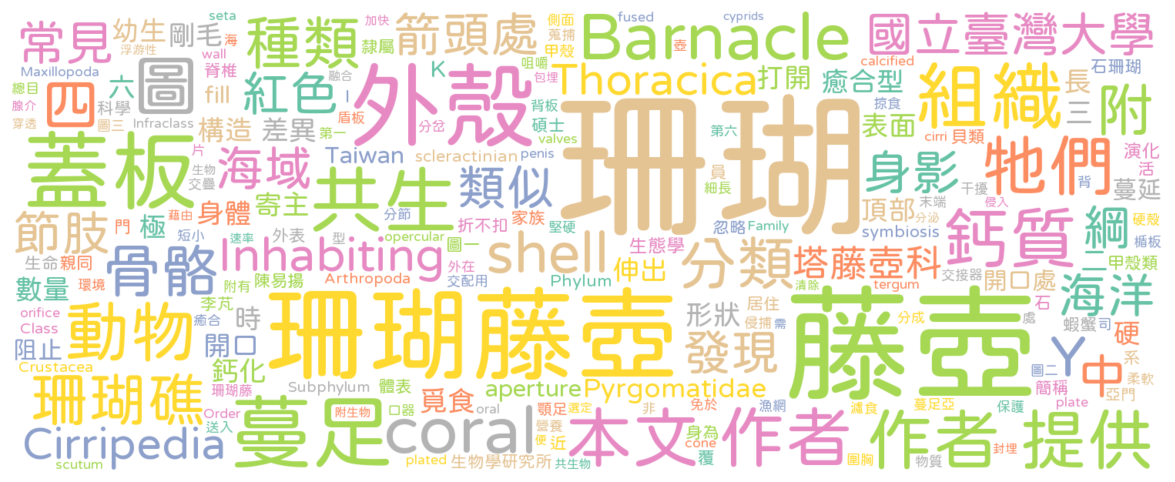 常見 幼生 seta 剛毅 種類 加快 箭頭處 側面 蒐捕 甲殼 fused Barnacle cyprids 國立臺灣大學
浮游性 wall 海 隸屬 咀嚼 壺 calcified
Maxillopoda 六 圖 脊椎 融合 K 包埋 Thoracica 打開 癒合型 石珊瑚
總目 四 科學 fill 紅色 I 外殼 背板 掠食 長 組織 附
腺介 Infraclass 構造 差異 第一 盾板 分岔 碩士 valves 第六 表面 三 cirri 貝類
穿透 圖三 片 Taiwan scleractinian penis 珊瑚 員 身影 牠們 演化
蓋板 生物 交疊 海域 共生 類似 細長 干擾 活 蔓延
節肢 門 極 藉由 身體 寄主 分節 折不扣 家族 堅硬 忽略 Family 頂部 末端 分泌 侵入 背 硬殼
生命 親同 短小 外表 型 opercular 圖一 生態學 symbiosis 鈣質 綱 楯板
數量 環境 骨骼 速率 Inhabiting shell 伸出 分類 塔藤壺科 二 甲殼類
附有 外在 Arthropoda 交配用 Phylum 清除 tergum 交接器 開口處 海洋
orifice 李芃 陳易揚 形狀 居住 分成 石
Class 動物 時 癒合 珊瑚藤壺 侵捕 需 藤壺 處 蝦蟹 司 硬
阻止 開口 發現 Y 中 系
Crustacea 鈣化 圖二 柔軟
珊瑚礁 珊瑚藤 Subphylum 體表 aperture Pyrgomatidae 簡稱 亞門
Order 附生物 口器 覓食 oral 顎足 選定 免於 漁網 濾食 蔓足亞 保護 plate
送入 蔓足 coral 營養 非 身為 cone
Cirripedia 便 近 本文作者 覆 圍胸 作者 提供 封埋
scutum plated 生物學研究所 共生物 物質